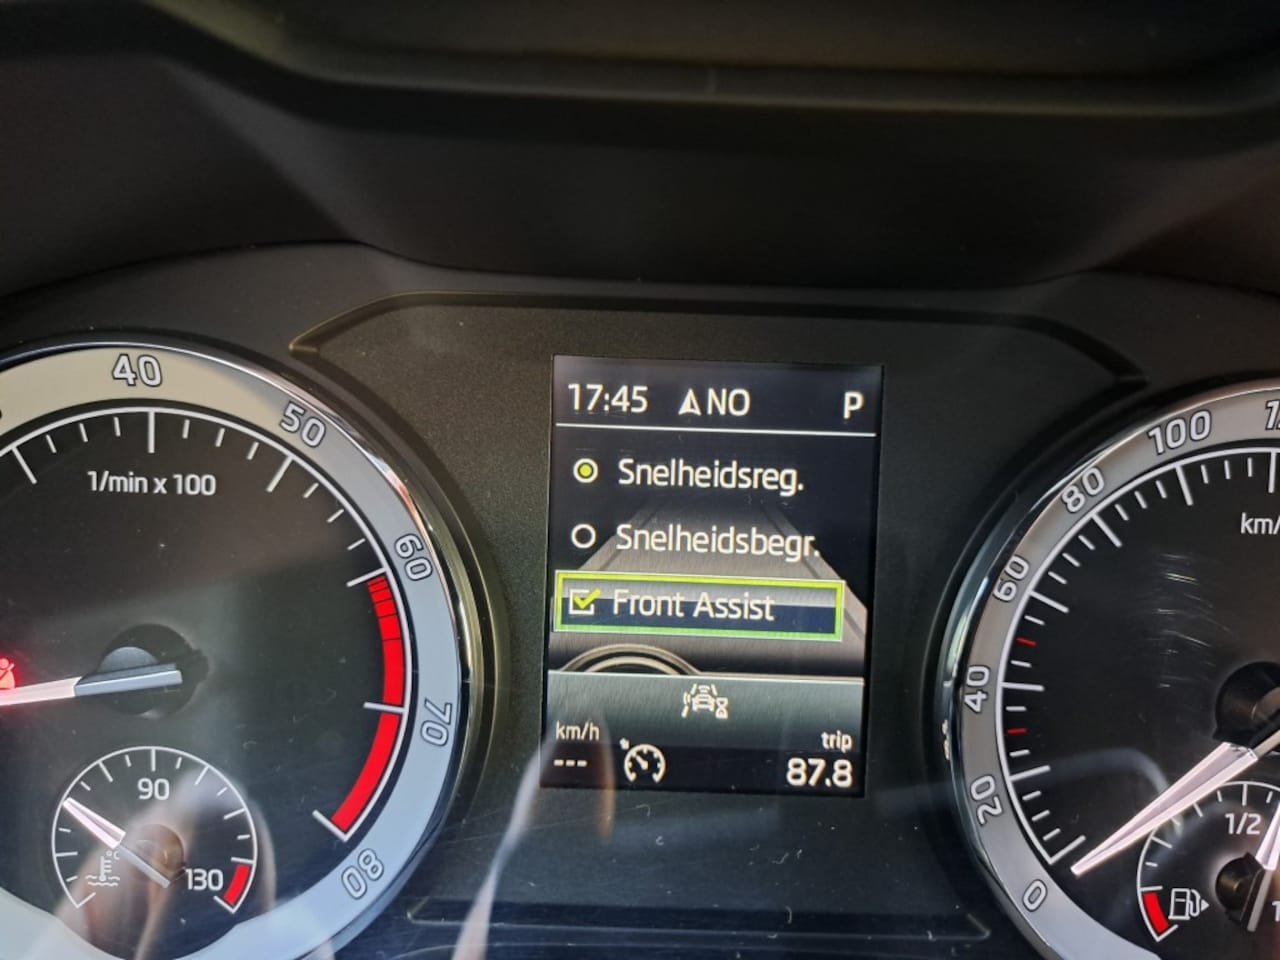 17:45 NO P
Snelheidsreg.
Snelheidsbegr.
Front Assist
km/h trip
--- 87.8
40
50
60
70
80
1/min x 100
90
130
0
20
40
60
80
100
km/
1/2